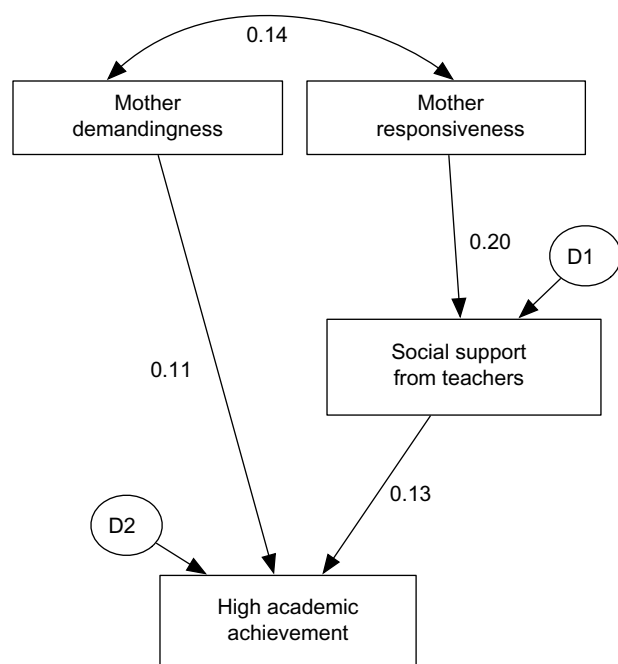 0.14
Mother
demandingness
Mother
responsiveness
0.20
D1
Social support
from teachers
0.11
0.13
D2
High academic
achievement